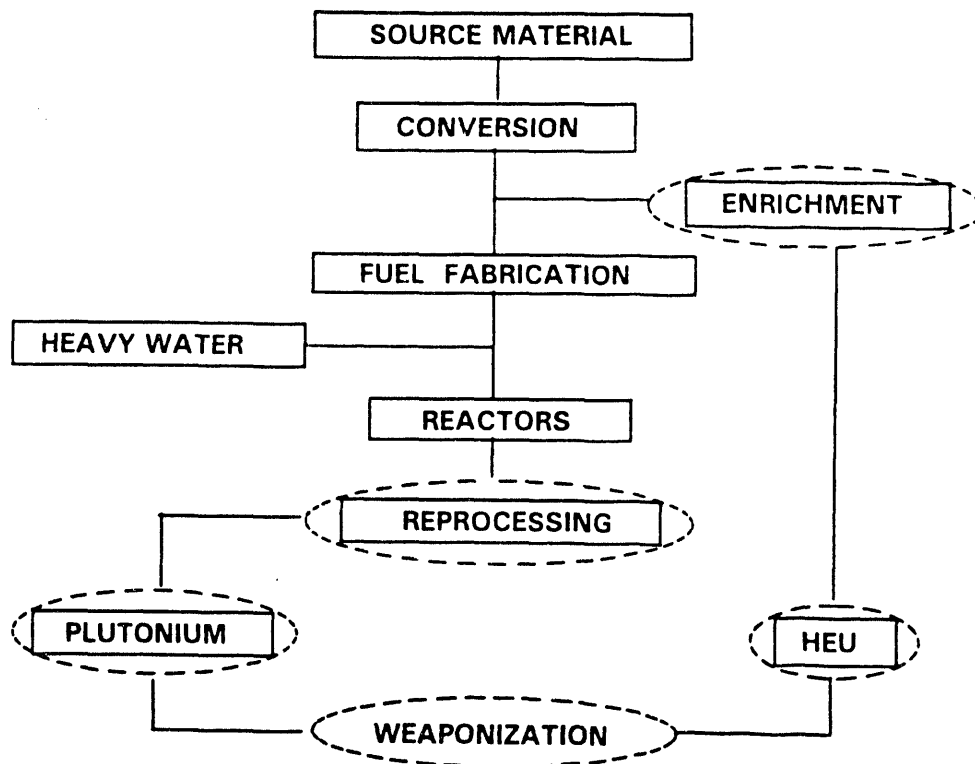 SOURCE MATERIAL
CONVERSION
ENRICHMENT
FUEL FABRICATION
HEAVY WATER
REACTORS
REPROCESSING
PLUTONIUM
HEU
WEAPONIZATION